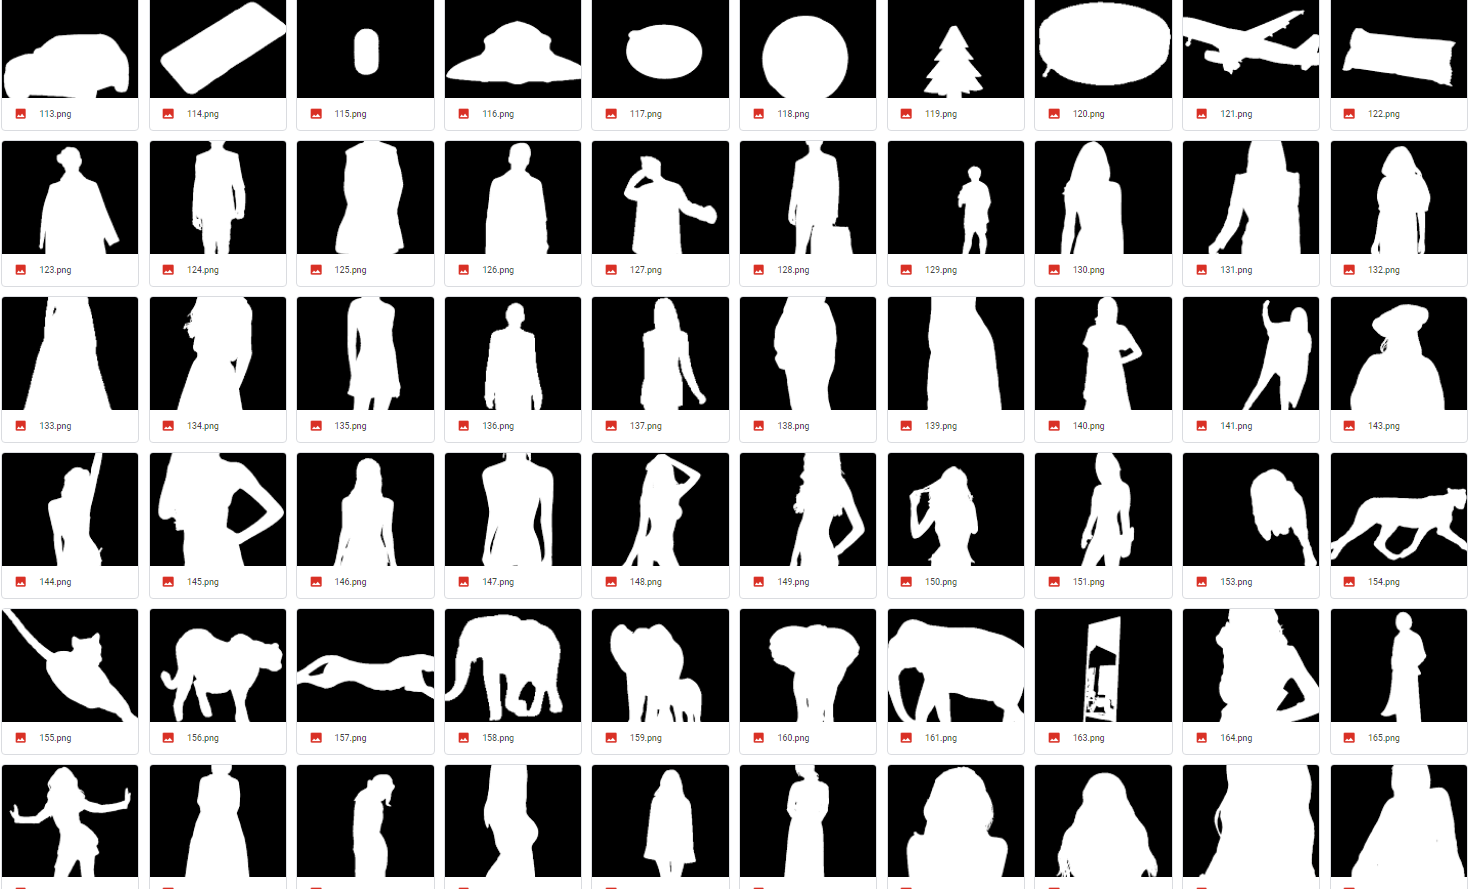 113.png 114.png 115.png 116.png 117.png 118.png 119.png 120.png 121.png 122.png
123.png 124.png 125.png 126.png 127.png 128.png 129.png 130.png 131.png 132.png
133.png 134.png 135.png 136.png 137.png 138.png 139.png 140.png 141.png 143.png
144.png 145.png 146.png 147.png 148.png 149.png 150.png 151.png 153.png 154.png
155.png 156.png 157.png 158.png 159.png 160.png 161.png 163.png 164.png 165.png